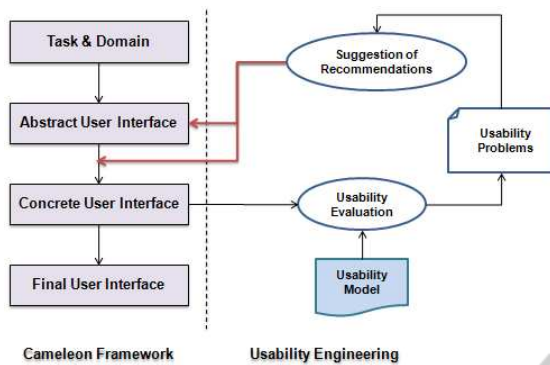 Task & Domain
Abstract User Interface
Concrete User Interface
Final User Interface
Cameleon Framework
Suggestion of
Recommendations
Usability
Problems
Usability
Evaluation
Usability
Model
Usability Engineering